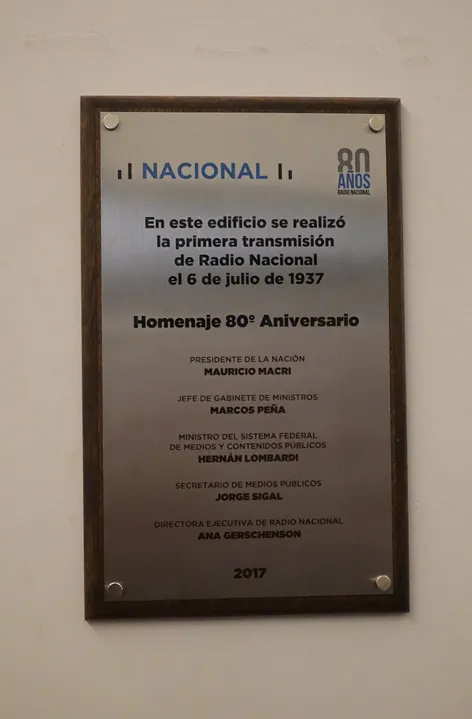 NACIONAL
80
AÑOS
RADIO NACIONAL
En este edificio se realizó
la primera transmisión
de Radio Nacional
el 6 de julio de 1937
Homenaje 80º Aniversario
PRESIDENTE DE LA NACIÓN
MAURICIO MACRI
JEFE DE GABINETE DE MINISTROS
MARCOS PEÑA
MINISTRO DEL SISTEMA FEDERAL
DE MEDIOS Y CONTENIDOS PÚBLICOS
HERNÁN LOMBARDI
SECRETARIO DE MEDIOS PÚBLICOS
JORGE SIGAL
DIRECTORA EJECUTIVA DE RADIO NACIONAL
ANA GERSCHENSON
2017